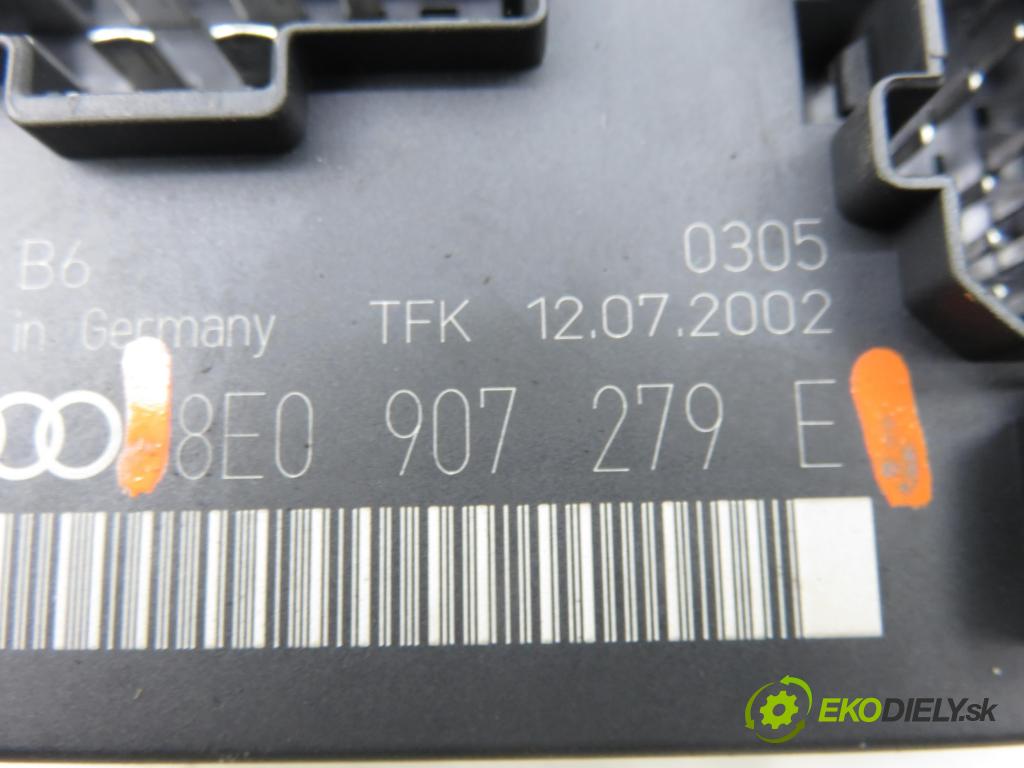 B6 0305
in Germany TFK 12.07.2002
8E0 907 279 E
EKODIELY.sk